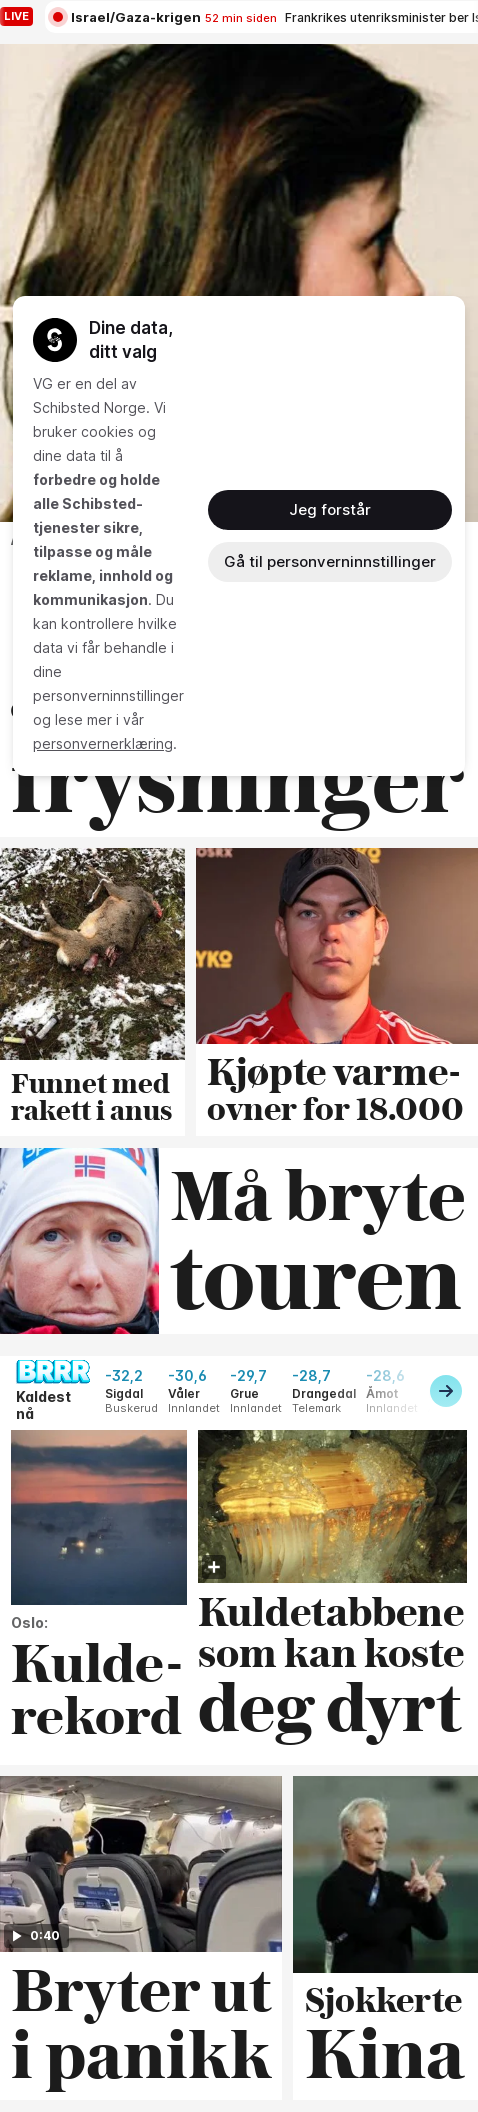 LIVE
Israel/Gaza-krigen 52 min siden Frankrikes utenriksminister ber
Dine data,
ditt valg
VG er en del av
Schibsted Norge. Vi
bruker cookies og
dine data til å
forbedre og holde
alle Schibsted-
tjenester sikre,
tilpasse og måle
reklame, innhold og
kommunikasjon. Du
kan kontrollere hvilke
data vi får behandle i
dine
personverninnstillinger
og lese mer i vår
personvernerklæring.
Jeg forstår
Gå til personverninnstillinger
frysninger
YKO
Funnet med
rakett i anus
Kjøpte varme-
ovner for 18.000
Må bryte
touren
BRRR
Kaldest
nå
-32,2
Sigdal
Buskerud
-30,6
Våler
Innlandet
-29,7
Grue
Innlandet
-28,7
Drangedal
Telemark
-28,6
Åmot
Innlandet
Oslo:
Kulde-
rekord
Kuldetabbene
som kan koste
deg dyrt
0:40
Bryter ut
i panikk
Sjokkerte
Kina